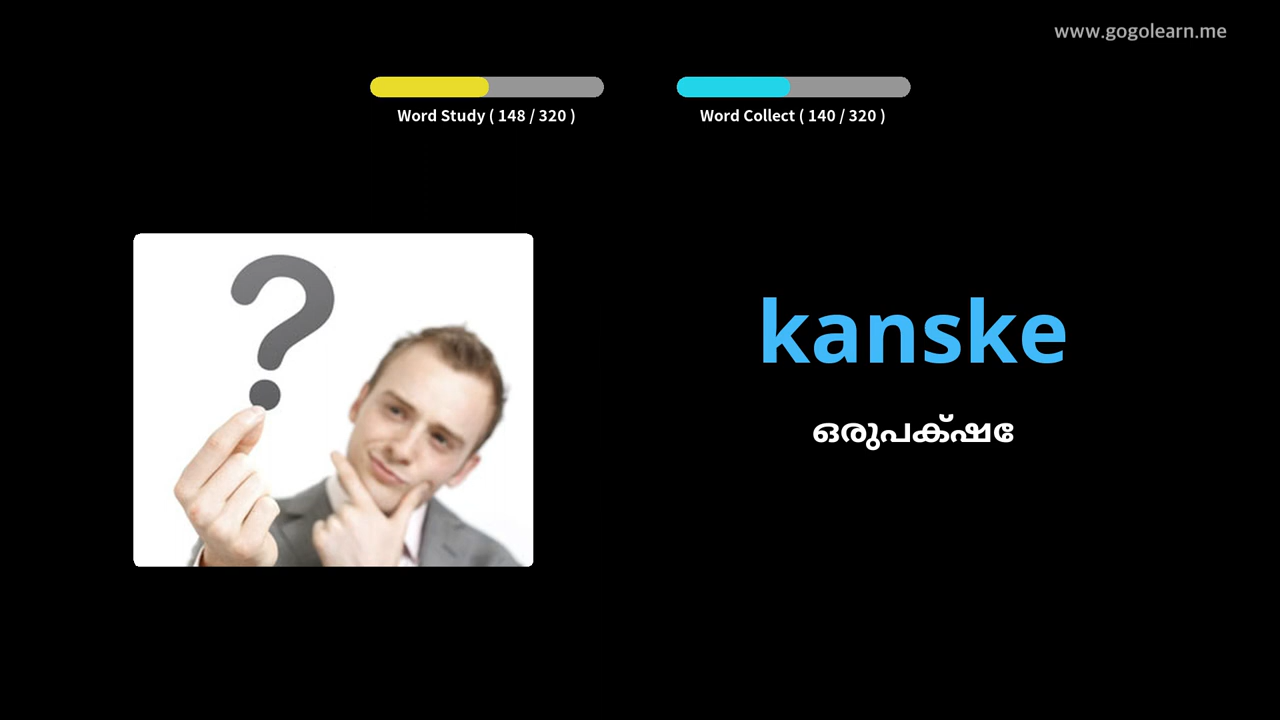 www.gogolearn.me
Word Study ( 148 / 320 )
Word Collect ( 140 / 320 )
?
kanske
ഒരുപക്ഷേ